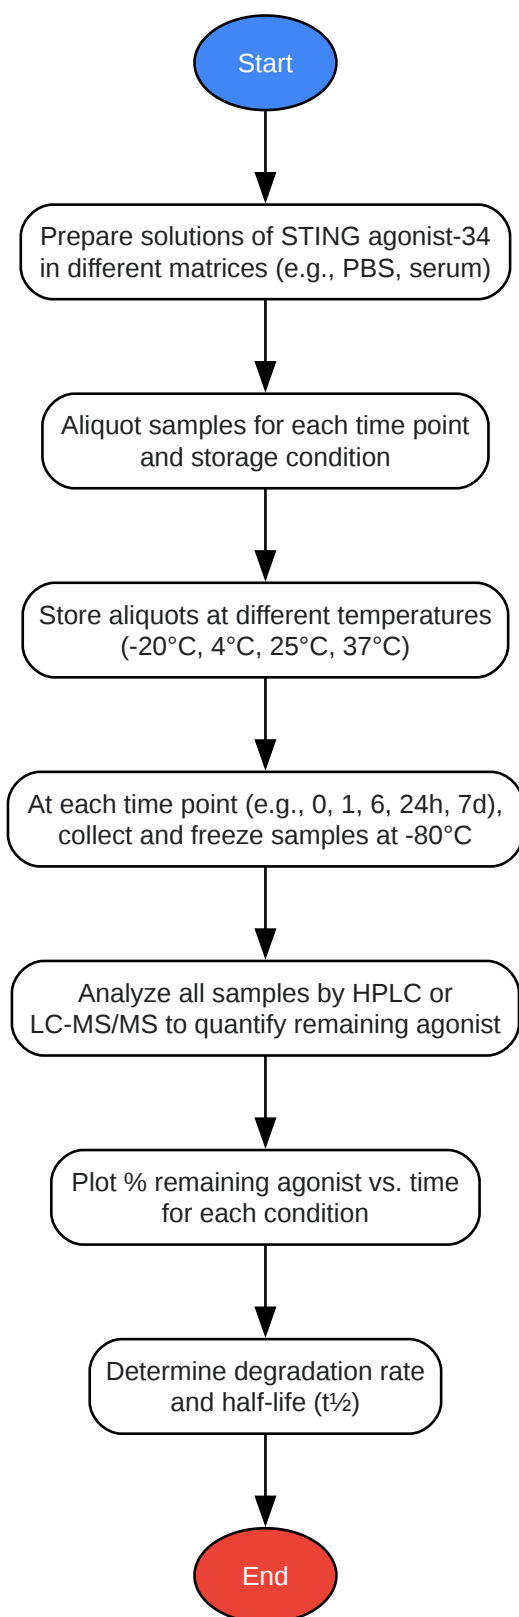 Start
Prepare solutions of STING agonist-34
in different matrices (e.g., PBS, serum)
Aliquot samples for each time point
and storage condition
Store aliquots at different temperatures
(-20°C, 4°C, 25°C, 37°C)
At each time point (e.g., 0, 1, 6, 24h, 7d),
collect and freeze samples at -80°C
Analyze all samples by HPLC or
LC-MS/MS to quantify remaining agonist
Plot % remaining agonist vs. time
for each condition
Determine degradation rate
and half-life (t½)
End